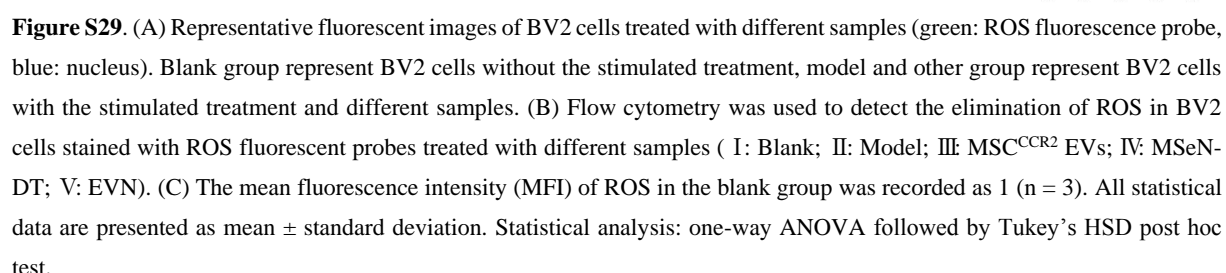 Figure S29. (A) Representative fluorescent images of BV2 cells treated with different samples (green: ROS fluorescence probe,
blue: nucleus). Blank group represent BV2 cells without the stimulated treatment, model and other group represent BV2 cells
with the stimulated treatment and different samples. (B) Flow cytometry was used to detect the elimination of ROS in BV2
cells stained with ROS fluorescent probes treated with different samples ( Ⅰ: Blank; Ⅱ: Model; Ⅲ: MSC^CCR2 EVs; Ⅳ: MSeN-
DT; Ⅴ: EVN). (C) The mean fluorescence intensity (MFI) of ROS in the blank group was recorded as 1 (n = 3). All statistical
data are presented as mean ± standard deviation. Statistical analysis: one-way ANOVA followed by Tukey’s HSD post hoc
test.